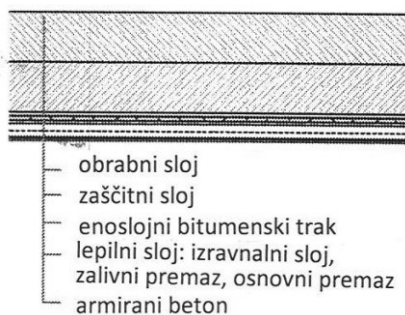 obrabni sloj
zaščitni sloj
enoslojni bitumenski trak
lepilni sloj: izravnalni sloj,
zalivni premaz, osnovni premaz
armirani beton